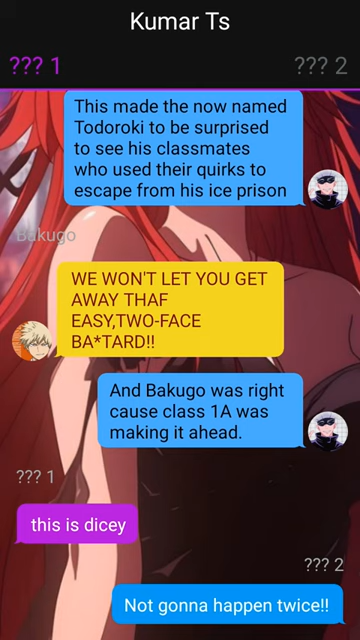 Kumar Ts
??? 1
??? 2
This made the now named
Todoroki to be surprised
to see his classmates
who used their quirks to
escape from his ice prison
Bakugo
WE WON'T LET YOU GET
AWAY THAF
EASY,TWO-FACE
BA*TARD!!
And Bakugo was right
cause class 1A was
making it ahead.
??? 1
this is dicey
??? 2
Not gonna happen twice!!